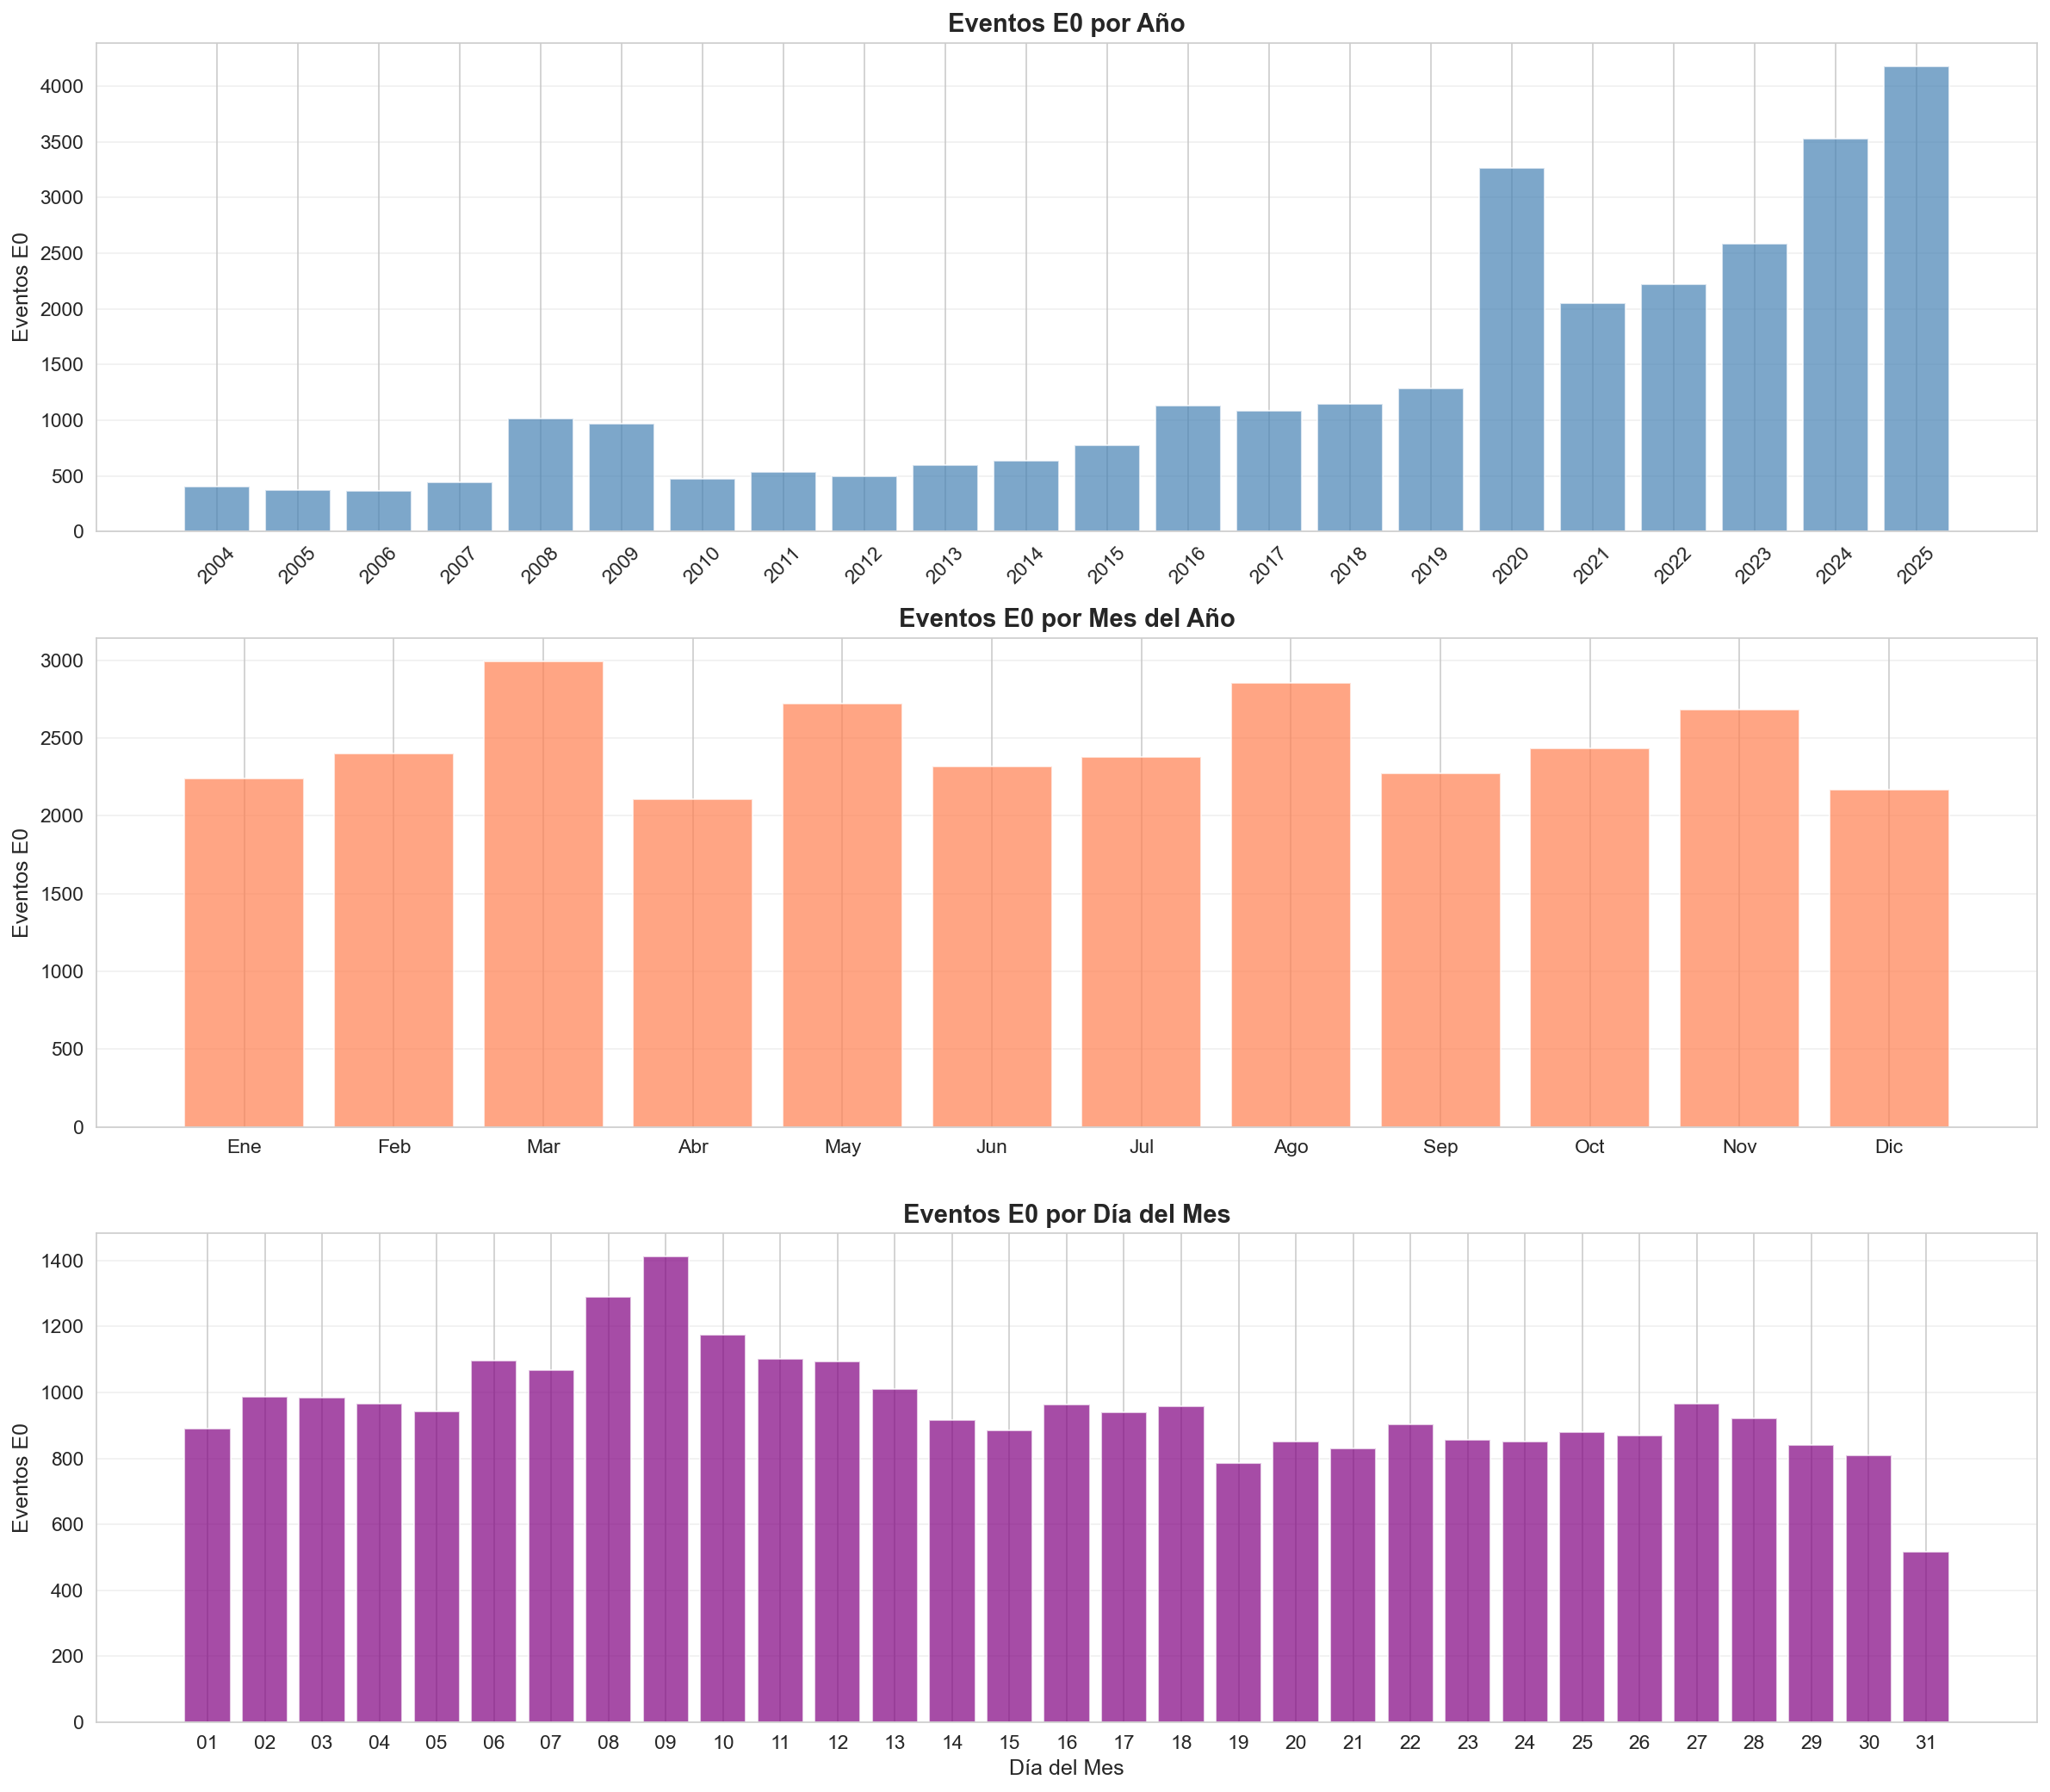 Eventos E0 por Año
Eventos E0
4000
3500
3000
2500
2000
1500
1000
500
0
2004 2005 2006 2007 2008 2009 2010 2011 2012 2013 2014 2015 2016 2017 2018 2019 2020 2021 2022 2023 2024 2025
Eventos E0 por Mes del Año
Eventos E0
3000
2500
2000
1500
1000
500
0
Ene Feb Mar Abr May Jun Jul Ago Sep Oct Nov Dic
Eventos E0 por Día del Mes
Eventos E0
1400
1200
1000
800
600
400
200
0
01 02 03 04 05 06 07 08 09 10 11 12 13 14 15 16 17 18 19 20 21 22 23 24 25 26 27 28 29 30 31
Día del Mes